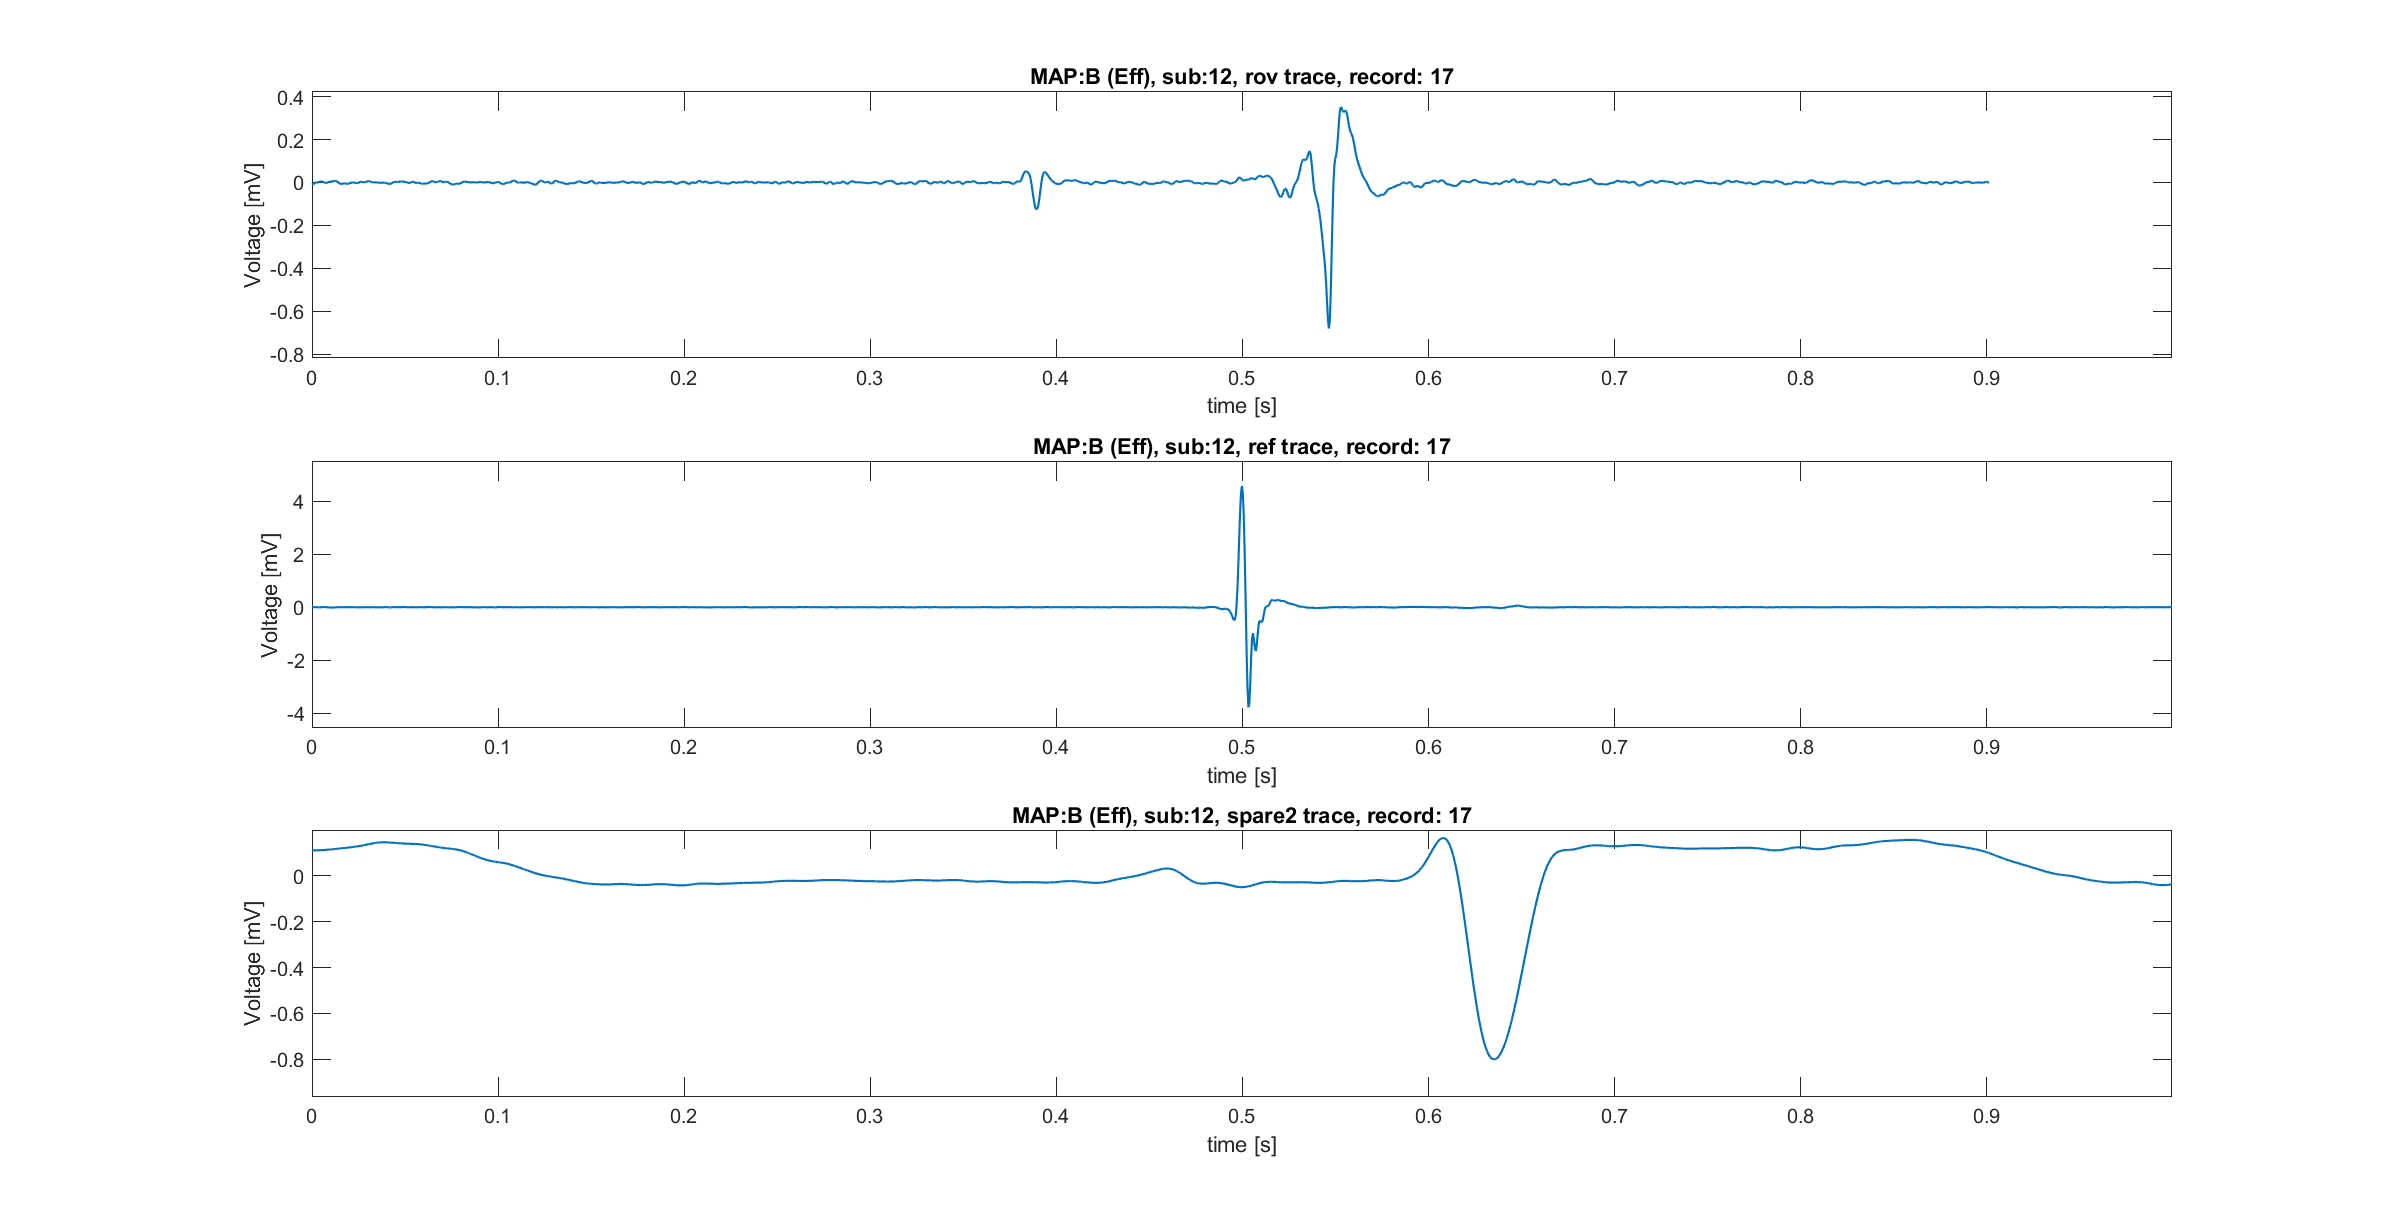 MAP:B (Eff), sub:12, rov trace, record: 17
0.4
0.2
0
-0.2
-0.4
-0.6
-0.8
Voltage [mV]
0 0.1 0.2 0.3 0.4 0.5 0.6 0.7 0.8 0.9
time [s]
MAP:B (Eff), sub:12, ref trace, record: 17
4
2
0
-2
-4
Voltage [mV]
0 0.1 0.2 0.3 0.4 0.5 0.6 0.7 0.8 0.9
time [s]
MAP:B (Eff), sub:12, spare2 trace, record: 17
0
-0.2
-0.4
-0.6
-0.8
Voltage [mV]
0 0.1 0.2 0.3 0.4 0.5 0.6 0.7 0.8 0.9
time [s]